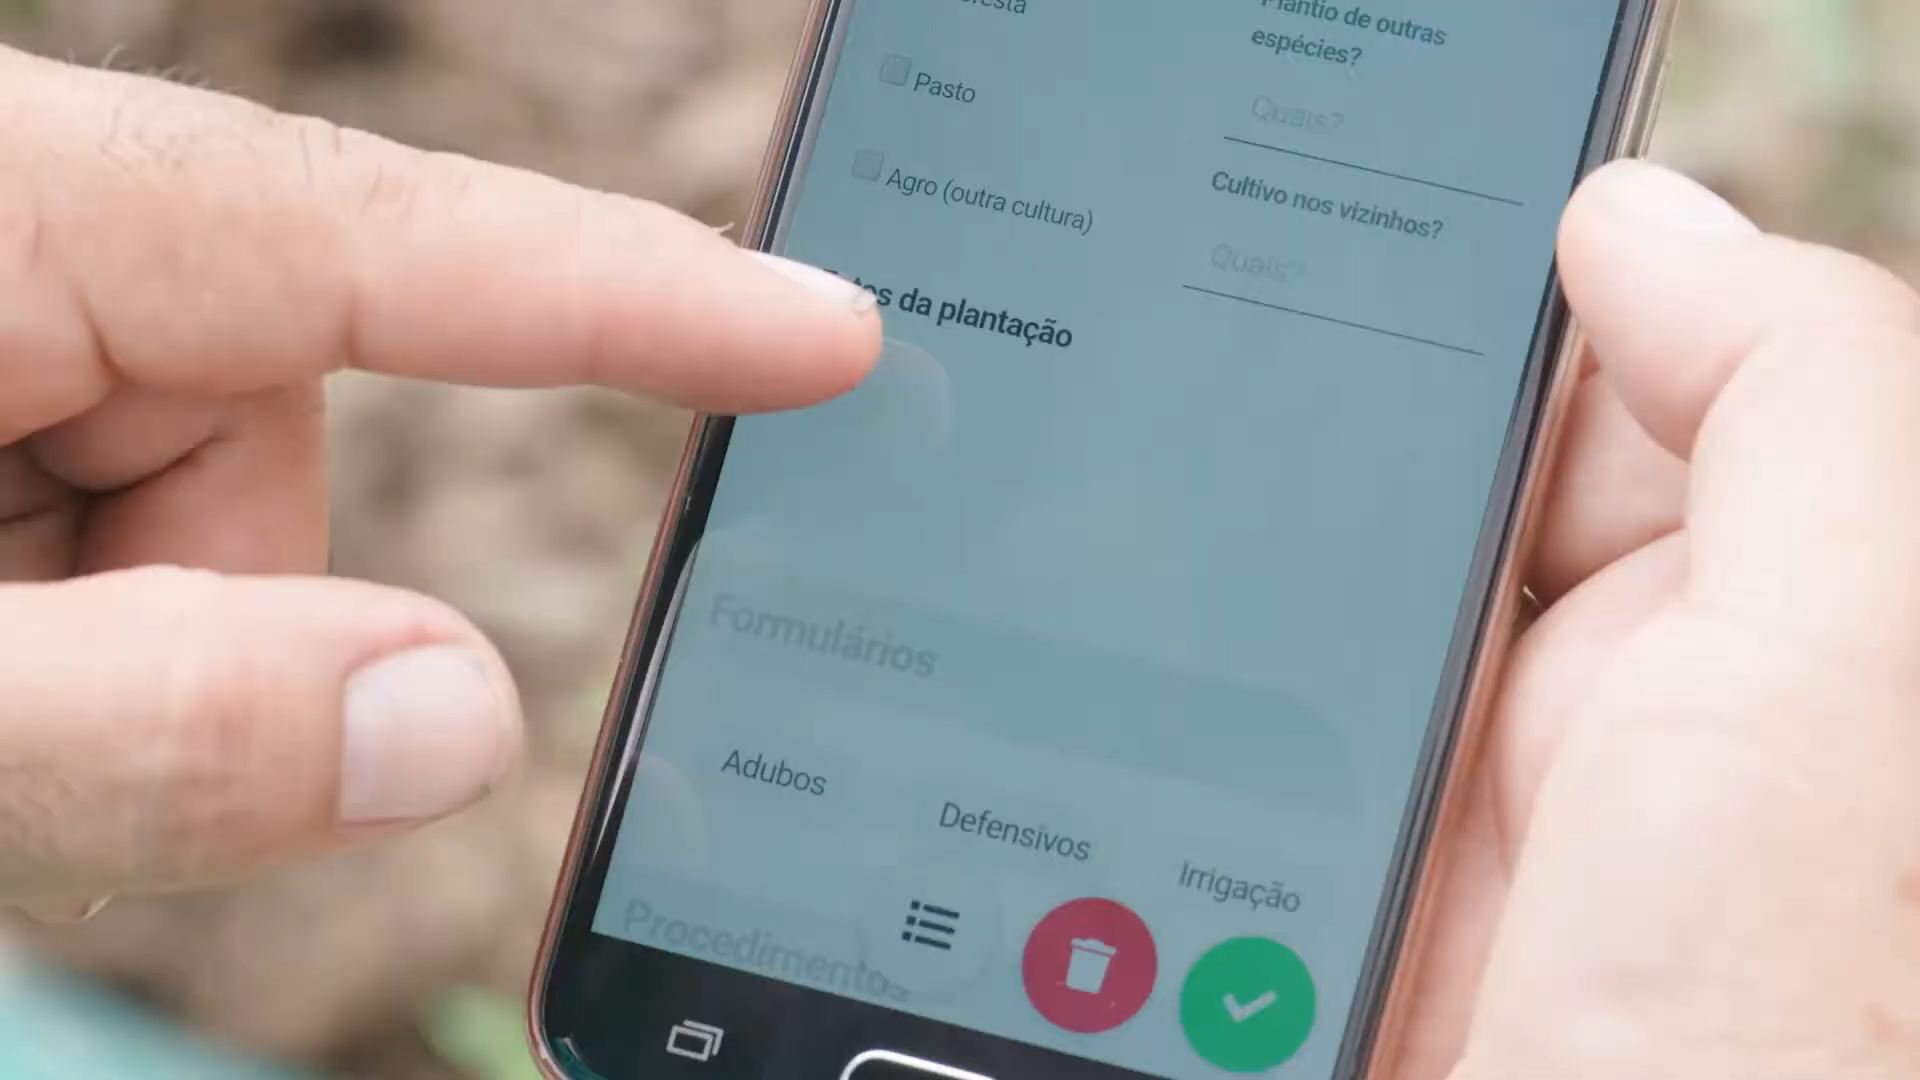 Plantio de outras
espécies?
Pasto
Quais?
Agro (outra cultura)
Cultivo nos vizinhos?
Quais?
da plantação
Formulários
Adubos
Defensivos
Irrigação
Procedimentos